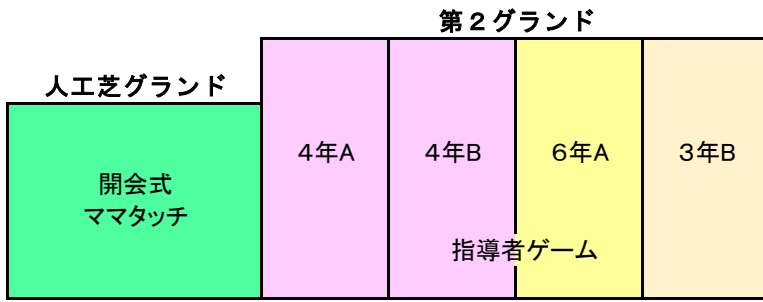 第２グランド
人工芝グランド
４年A
４年B
６年A
３年B
開会式
ママタッチ
指導者ゲーム